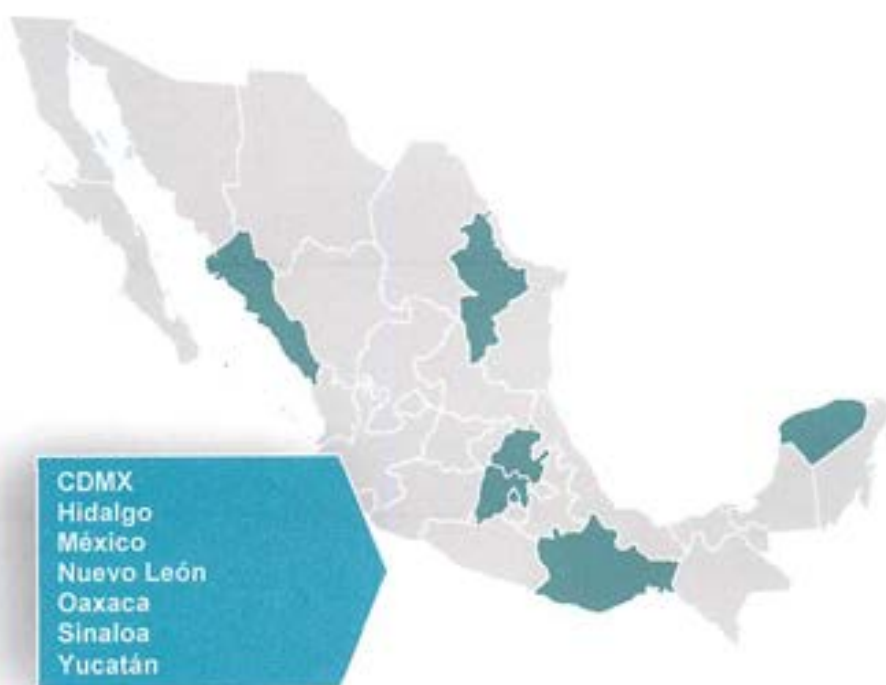 CDMX
Hidalgo
México
Nuevo León
Oaxaca
Sinaloa
Yucatán